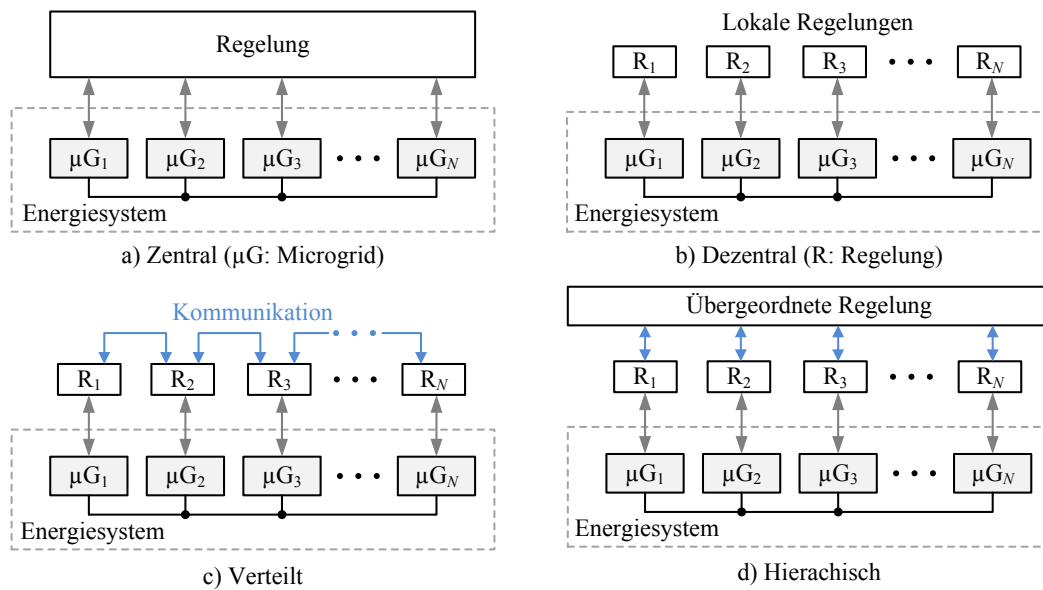 Regelung
µG1 µG2 µG3 • • • µGN
Energiesystem
a) Zentral (µG: Microgrid)
Lokale Regelungen
R1 R2 R3 • • • RN
µG1 µG2 µG3 • • • µGN
Energiesystem
b) Dezentral (R: Regelung)
Kommunikation
• • •
R1 R2 R3 • • • RN
µG1 µG2 µG3 • • • µGN
Energiesystem
c) Verteilt
Übergeordnete Regelung
R1 R2 R3 • • • RN
µG1 µG2 µG3 • • • µGN
Energiesystem
d) Hierachisch